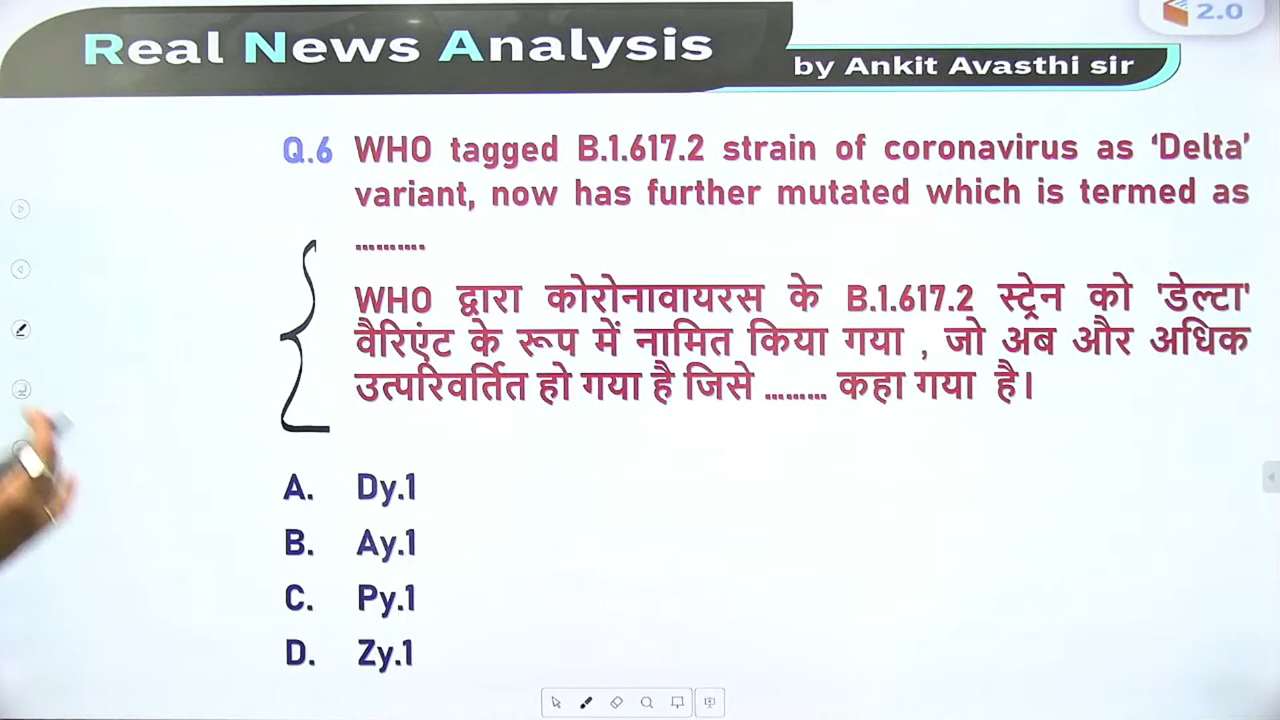 Real News Analysis
by Ankit Avasthi sir
2.0
Q.6 WHO tagged B.1.617.2 strain of coronavirus as ‘Delta’
variant, now has further mutated which is termed as
..........
WHO द्वारा कोरोनावायरस के B.1.617.2 स्ट्रेन को 'डेल्टा'
वैरिएंट के रूप में नामित किया गया , जो अब और अधिक
उत्परिवर्तित हो गया है जिसे ......... कहा गया है।
A. Dy.1
B. Ay.1
C. Py.1
D. Zy.1